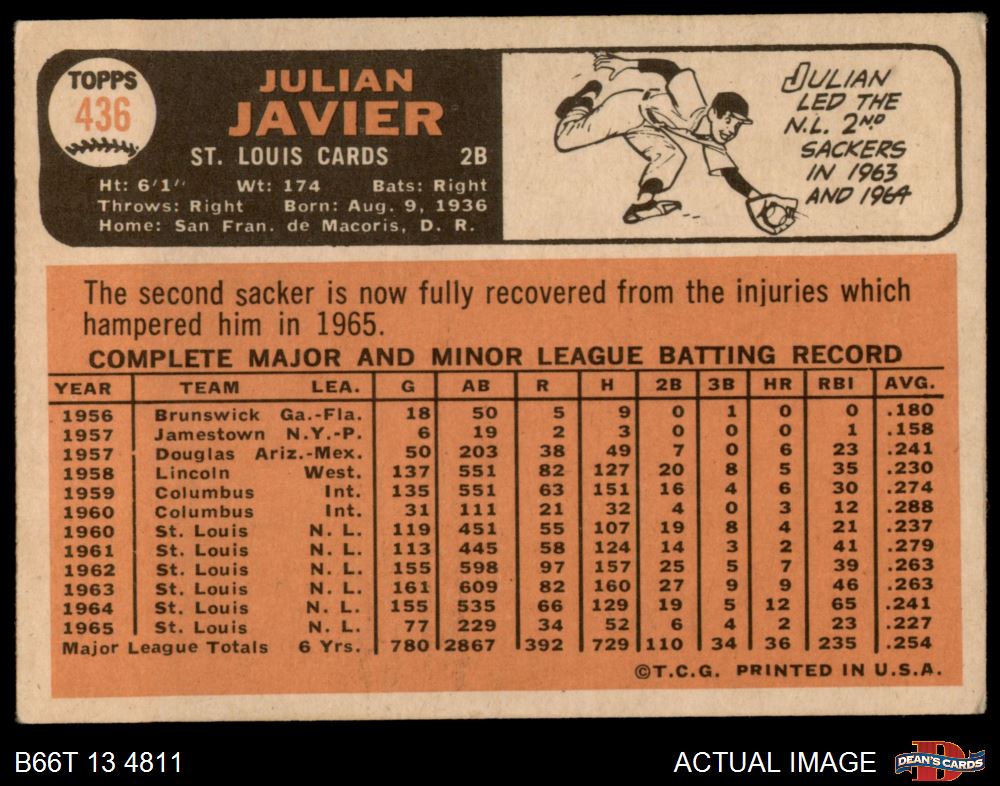 TOPPS
436
JULIAN
JAVIER
ST. LOUIS CARDS 2B
Ht: 6'1" Wt: 174 Bats: Right
Throws: Right Born: Aug. 9, 1936
Home: San Fran. de Macoris, D. R.
JULIAN
LED THE
N.L. 2ND
SACKERS
IN 1963
AND 1964
The second sacker is now fully recovered from the injuries which
hampered him in 1965.
COMPLETE MAJOR AND MINOR LEAGUE BATTING RECORD
YEAR TEAM LEA. G AB R H 2B 3B HR RBI AVG.
1956 Brunswick Ga.-Fla. 18 50 5 9 0 1 0 0 .180
1957 Jamestown N.Y.-P. 6 19 2 3 0 0 0 1 .158
1957 Douglas Ariz.-Mex. 50 203 38 49 7 0 6 23 .241
1958 Lincoln West. 137 551 82 127 20 8 5 35 .230
1959 Columbus Int. 135 551 63 151 16 4 6 30 .274
1960 Columbus Int. 31 111 21 32 4 0 3 12 .288
1960 St. Louis N. L. 119 451 55 107 19 8 4 21 .237
1961 St. Louis N. L. 113 445 58 124 14 3 2 41 .279
1962 St. Louis N. L. 155 598 97 157 25 5 7 39 .263
1963 St. Louis N. L. 161 609 82 160 27 9 9 46 .263
1964 St. Louis N. L. 155 535 66 129 19 5 12 65 .241
1965 St. Louis N. L. 77 229 34 52 6 4 2 23 .227
Major League Totals 6 Yrs. 780 2867 392 729 110 34 36 235 .254
©T.C.G. PRINTED IN U.S.A.
B66T 13 4811 ACTUAL IMAGE
DEAN'S CARDS